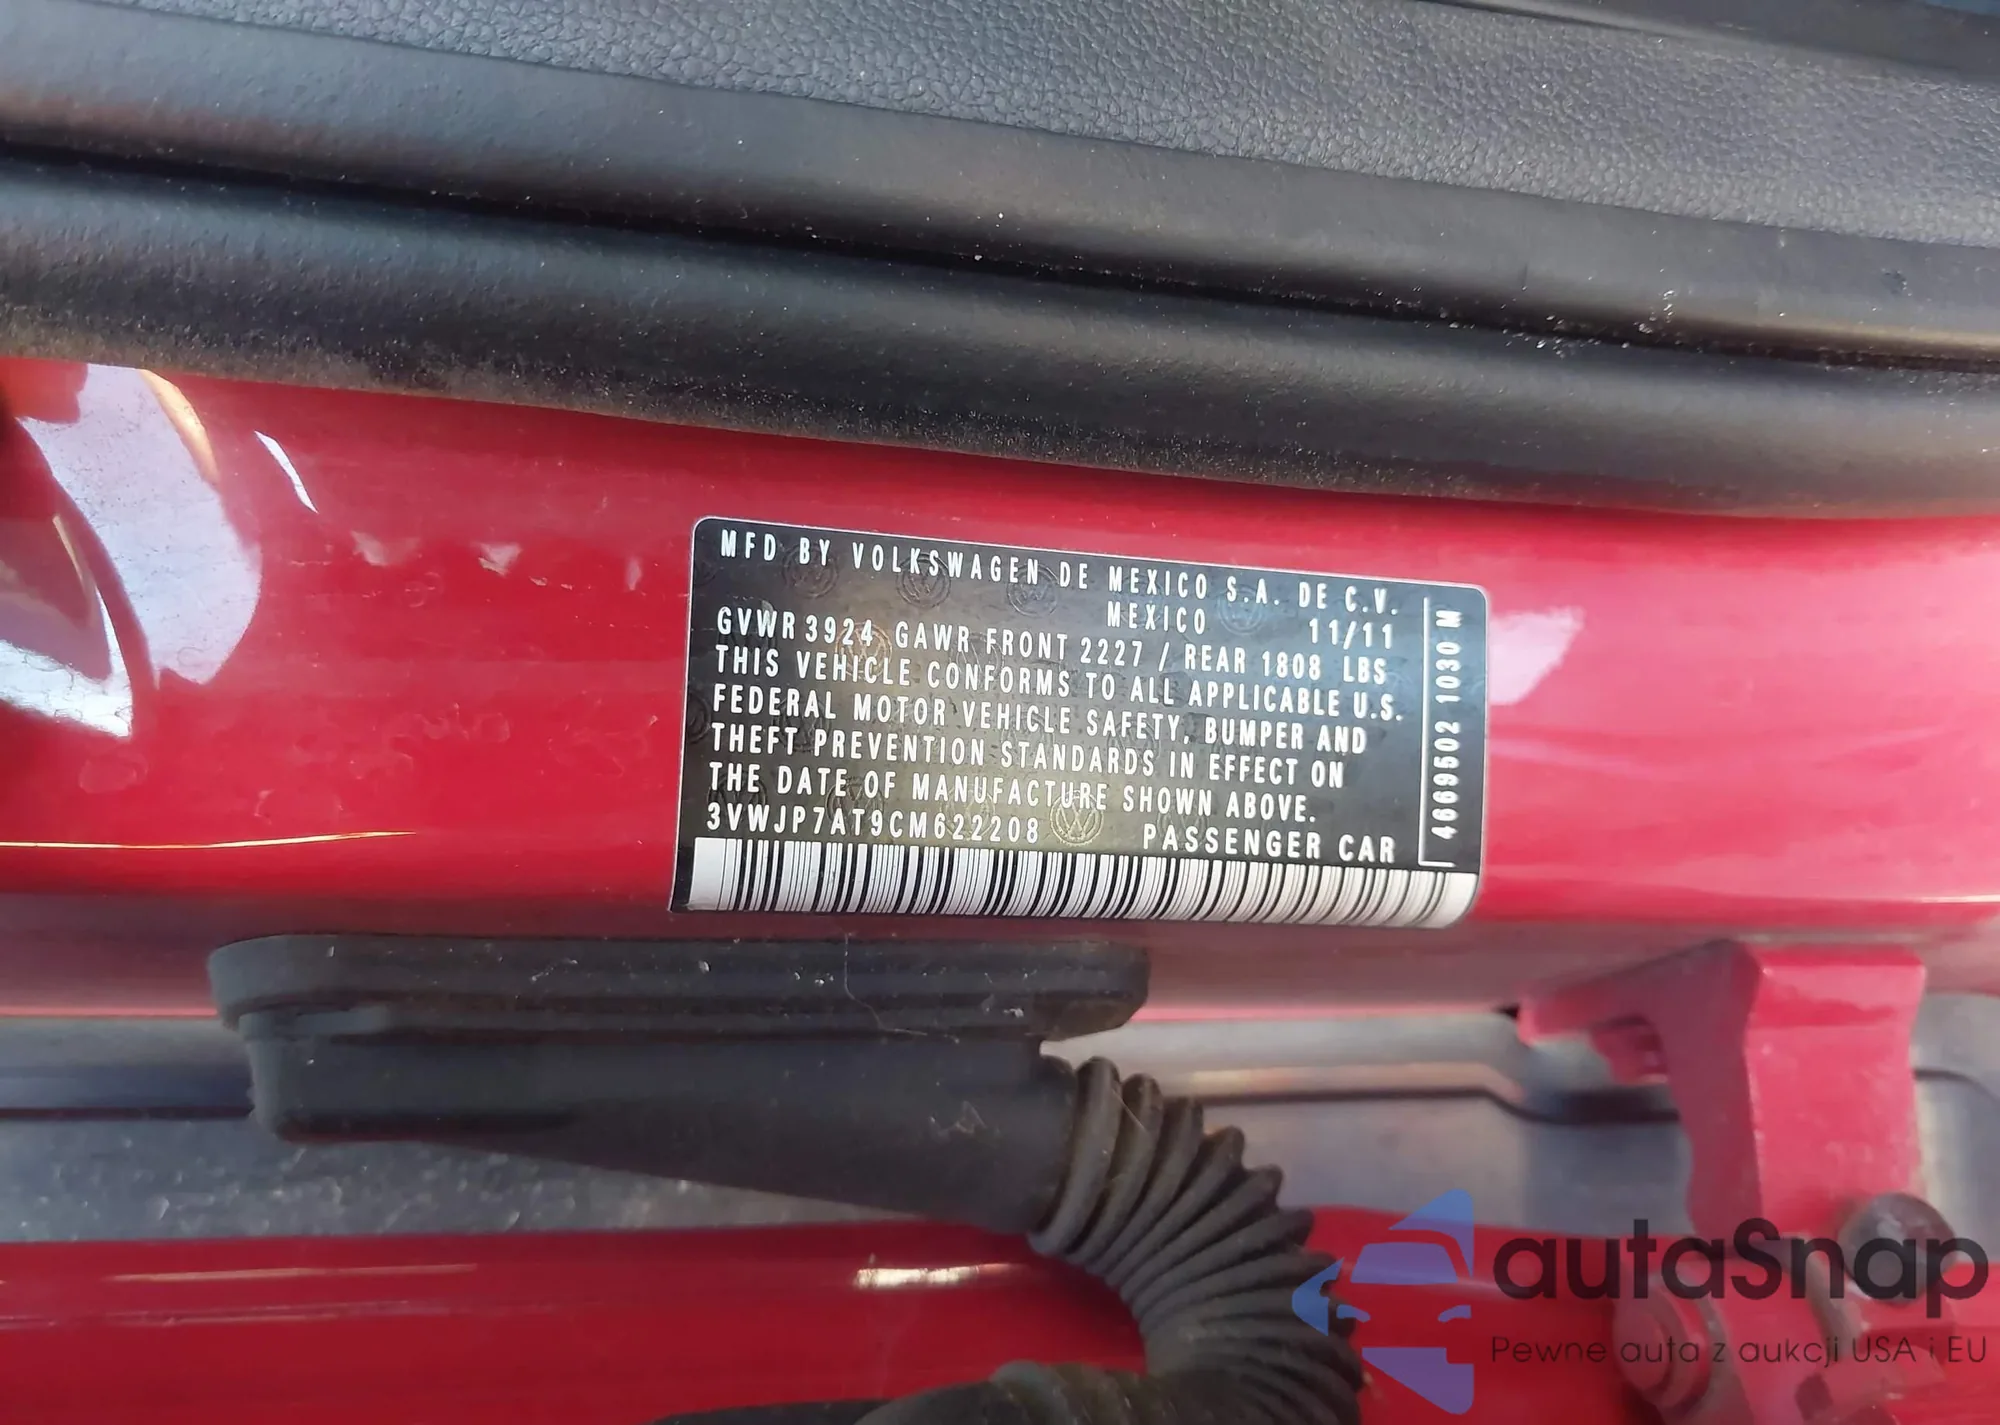 MFD BY VOLKSWAGEN DE MEXICO S.A. DE C.V.
MEXICO 11/11
GVWR 3924 GAWR FRONT 2227 / REAR 1808 LBS
THIS VEHICLE CONFORMS TO ALL APPLICABLE U.S.
FEDERAL MOTOR VEHICLE SAFETY, BUMPER AND
THEFT PREVENTION STANDARDS IN EFFECT ON
THE DATE OF MANUFACTURE SHOWN ABOVE.
3VWJP7AT9CM622208 PASSENGER CAR
4669502 1030 M
autaSnap
Pewne auta z aukcji USA i EU